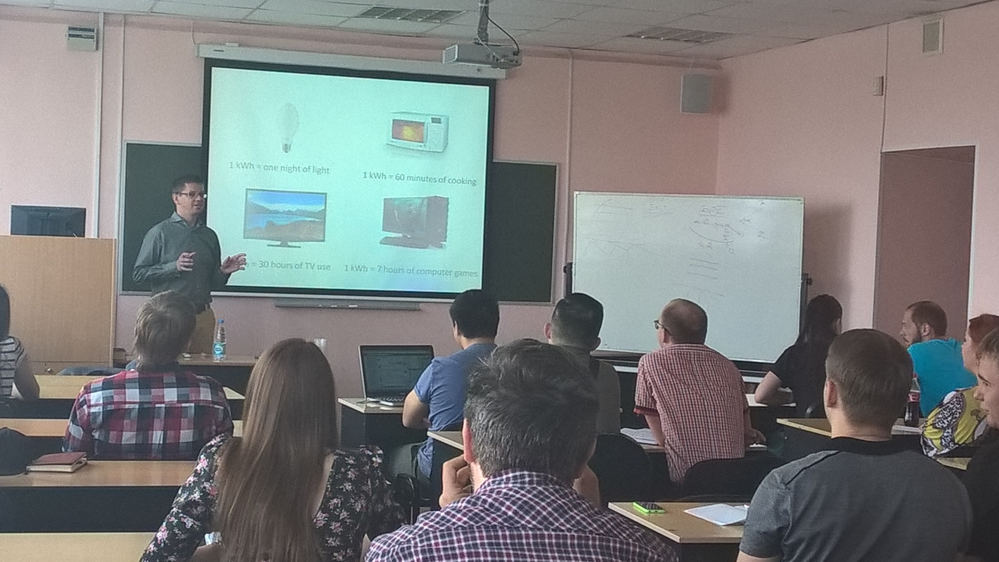 1 kWh = one night of light
1 kWh = 60 minutes of cooking
= 30 hours of TV use
1 kWh = 7 hours of computer games